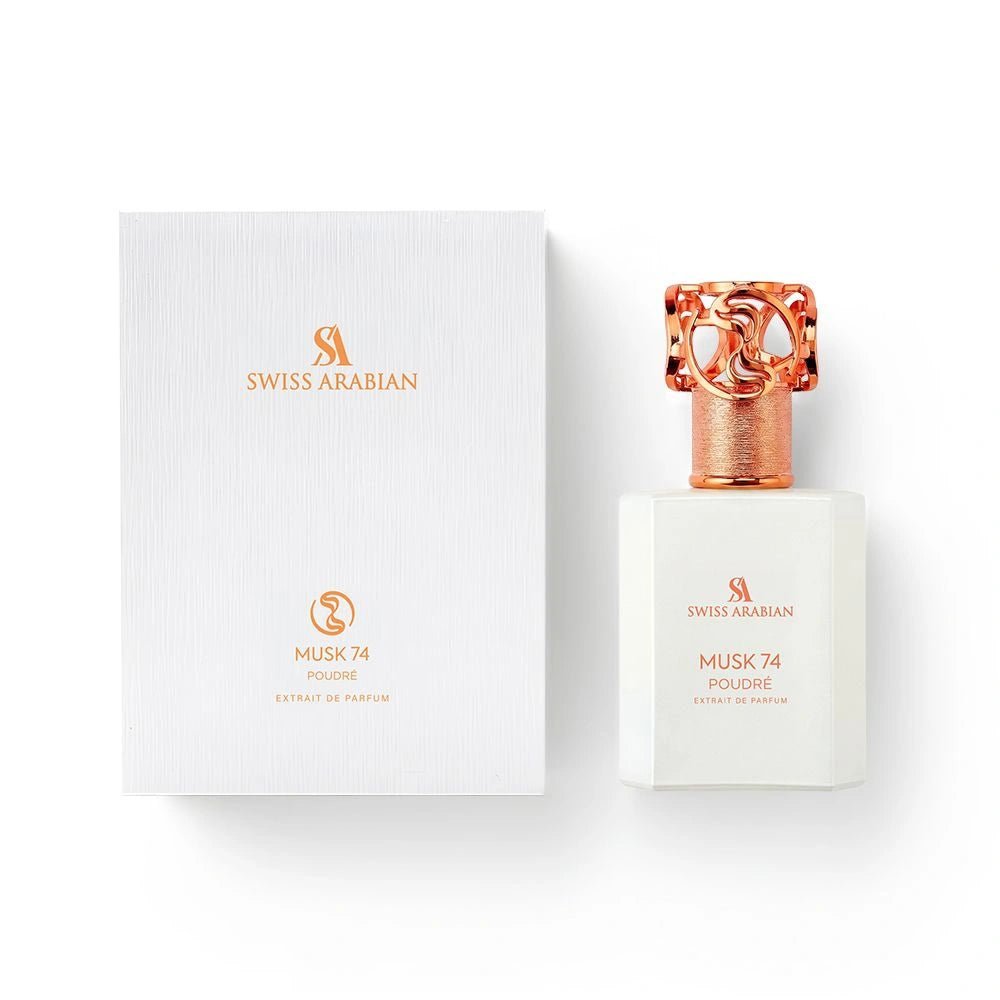 SA
SWISS ARABIAN
MUSK 74
POUDRÉ
EXTRAIT DE PARFUM
SA
SWISS ARABIAN
MUSK 74
POUDRÉ
EXTRAIT DE PARFUM